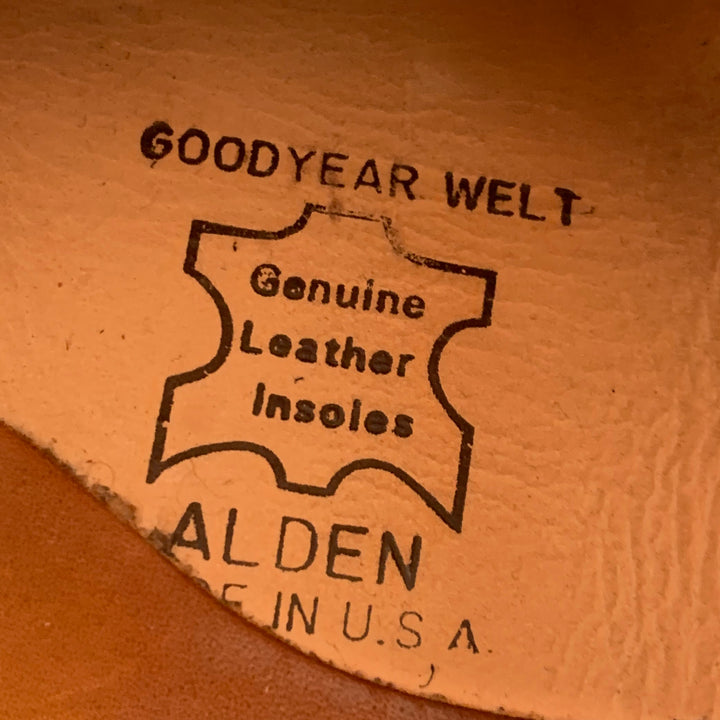 GOODYEAR WELT
Genuine
Leather
Insoles
ALDEN
IN U.S.A.